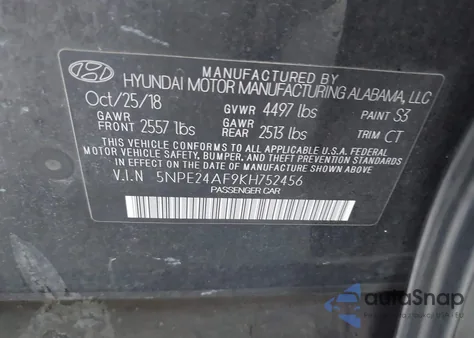 MANUFACTURED BY
HYUNDAI MOTOR MANUFACTURING ALABAMA, LLC
Oct/25/18 GVWR 4497 lbs PAINT S3
GAWR FRONT 2557 lbs GAWR REAR 2513 lbs TRIM CT
THIS VEHICLE CONFORMS TO ALL APPLICABLE U.S.A. FEDERAL
MOTOR VEHICLE SAFETY, BUMPER, AND THEFT PREVENTION STANDARDS
IN EFFECT ON THE DATE OF MANUFACTURE SHOWN ABOVE.
V.I.N 5NPE24AF9KH752456
PASSENGER CAR
autaSnap